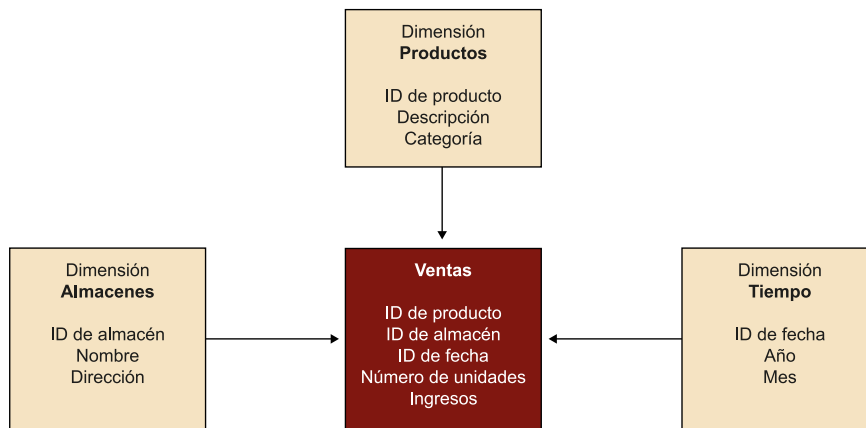 Dimensión
Productos
ID de producto
Descripción
Categoría
Dimensión
Almacenes
ID de almacén
Nombre
Dirección
Ventas
ID de producto
ID de almacén
ID de fecha
Número de unidades
Ingresos
Dimensión
Tiempo
ID de fecha
Año
Mes